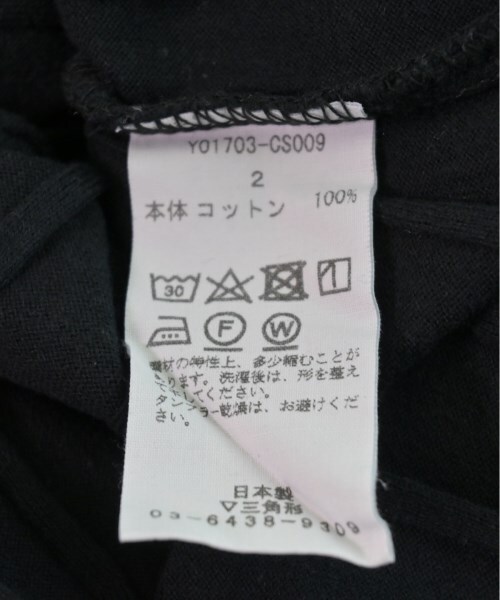 Y01703-CS009
2
本体 コットン 100%
30
F W
素材の特性上、多少縮むことが
あります。洗濯後は、形を整え
してください。
タンブラー乾燥は、お避けくだ
さい。
日本製
▽三角形
03-6438-9309